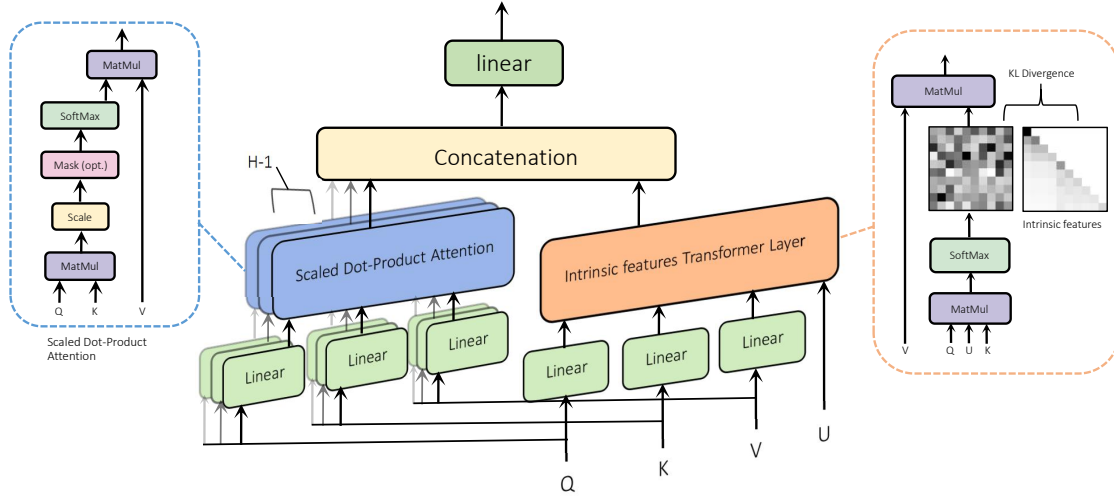 MatMul
SoftMax
Mask (opt.)
Scale
MatMul
Q
K
V
Scaled Dot-Product
Attention
linear
Concatenation
H-1
Scaled Dot-Product Attention
Intrinsic features Transformer Layer
Linear
Linear
Linear
Linear
Linear
Linear
Q
K
V
U
KL Divergence
MatMul
Intrinsic features
SoftMax
MatMul
V
Q
U
K